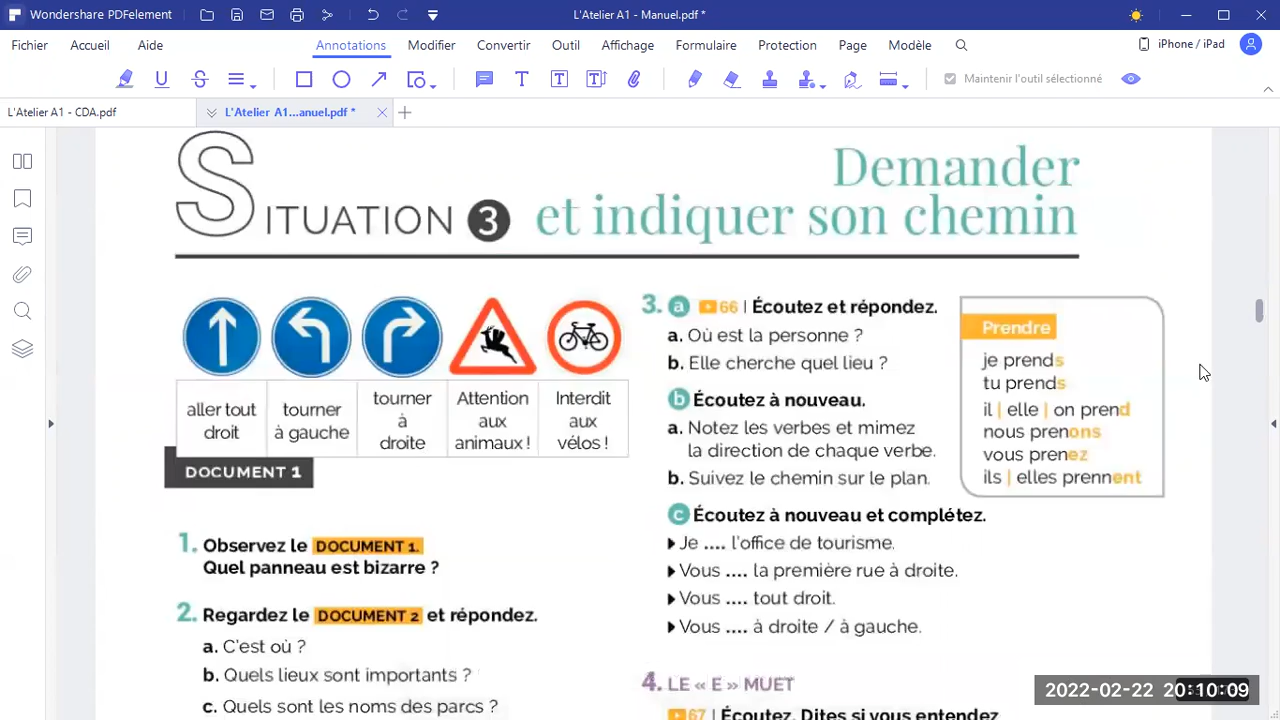 Wondershare PDFelement
L'Atelier A1 - Manuel.pdf *
Fichier Accueil Aide Annotations Modifier Convertir Outil Affichage Formulaire Protection Page Modèle iPhone / iPad
Maintenir l'outil sélectionné
L'Atelier A1 - CDA.pdf
L'Atelier A1...anuel.pdf *
SITUATION 3
Demander
et indiquer son chemin
aller tout
droit
tourner
à gauche
tourner
à
droite
Attention
aux
animaux !
Interdit
aux
vélos !
DOCUMENT 1
1. Observez le DOCUMENT 1.
Quel panneau est bizarre ?
2. Regardez le DOCUMENT 2 et répondez.
a. C'est où ?
b. Quels lieux sont importants ?
c. Quels sont les noms des parcs ?
3. a 66 | Écoutez et répondez.
a. Où est la personne ?
b. Elle cherche quel lieu ?
b Écoutez à nouveau.
a. Notez les verbes et mimez
la direction de chaque verbe.
b. Suivez le chemin sur le plan.
c Écoutez à nouveau et complétez.
Je .... l'office de tourisme.
Vous .... la première rue à droite.
Vous .... tout droit.
Vous .... à droite / à gauche.
4. LE « E » MUET
67 | Écoutez. Dites si vous entendez
Prendre
je prends
tu prends
il | elle | on prend
nous prenons
vous prenez
ils | elles prennent
2022-02-22 20:10:09